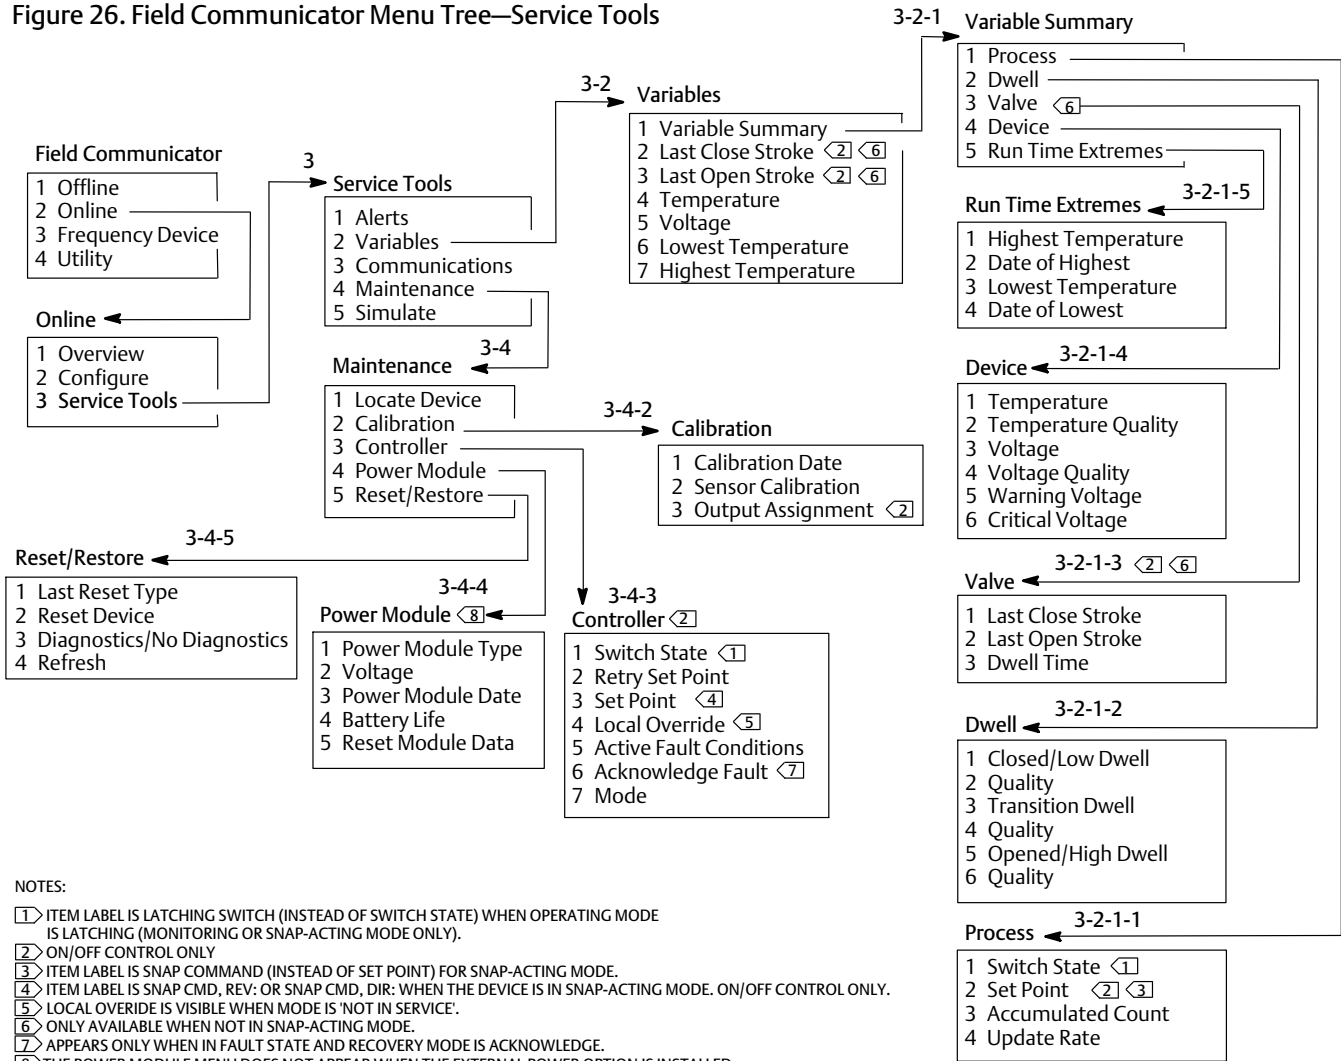 Figure 26. Field Communicator Menu Tree—Service Tools
Field Communicator
1 Offline
2 Online
3 Frequency Device
4 Utility
Online
1 Overview
2 Configure
3 Service Tools
3
Service Tools
1 Alerts
2 Variables
3 Communications
4 Maintenance
5 Simulate
3-2
Variables
1 Variable Summary
2 Last Close Stroke 2 6
3 Last Open Stroke 2 6
4 Temperature
5 Voltage
6 Lowest Temperature
7 Highest Temperature
3-2-1
Variable Summary
1 Process
2 Dwell
3 Valve 6
4 Device
5 Run Time Extremes
3-2-1-5
Run Time Extremes
1 Highest Temperature
2 Date of Highest
3 Lowest Temperature
4 Date of Lowest
3-2-1-4
Device
1 Temperature
2 Temperature Quality
3 Voltage
4 Voltage Quality
5 Warning Voltage
6 Critical Voltage
3-2-1-3 2 6
Valve
1 Last Close Stroke
2 Last Open Stroke
3 Dwell Time
3-2-1-2
Dwell
1 Closed/Low Dwell
2 Quality
3 Transition Dwell
4 Quality
5 Opened/High Dwell
6 Quality
3-2-1-1
Process
1 Switch State 1
2 Set Point 2 3
3 Accumulated Count
4 Update Rate
3-4
Maintenance
1 Locate Device
2 Calibration
3 Controller
4 Power Module
5 Reset/Restore
3-4-2
Calibration
1 Calibration Date
2 Sensor Calibration
3 Output Assignment 2
3-4-5
Reset/Restore
1 Last Reset Type
2 Reset Device
3 Diagnostics/No Diagnostics
4 Refresh
3-4-4
Power Module 8
1 Power Module Type
2 Voltage
3 Power Module Date
4 Battery Life
5 Reset Module Data
3-4-3
Controller 2
1 Switch State 1
2 Retry Set Point
3 Set Point 4
4 Local Override 5
5 Active Fault Conditions
6 Acknowledge Fault 7
7 Mode
NOTES:
1 ITEM LABEL IS LATCHING SWITCH (INSTEAD OF SWITCH STATE) WHEN OPERATING MODE
IS LATCHING (MONITORING OR SNAP-ACTING MODE ONLY).
2 ON/OFF CONTROL ONLY
3 ITEM LABEL IS SNAP COMMAND (INSTEAD OF SET POINT) FOR SNAP-ACTING MODE.
4 ITEM LABEL IS SNAP CMD, REV: OR SNAP CMD, DIR: WHEN THE DEVICE IS IN SNAP-ACTING MODE. ON/OFF CONTROL ONLY.
5 LOCAL OVERIDE IS VISIBLE WHEN MODE IS 'NOT IN SERVICE'.
6 ONLY AVAILABLE WHEN NOT IN SNAP-ACTING MODE.
7 APPEARS ONLY WHEN IN FAULT STATE AND RECOVERY MODE IS ACKNOWLEDGE.
8 THE POWER MODULE MENU DOES NOT APPEAR WHEN THE EXTERNAL POWER OPTION IS INSTALLED